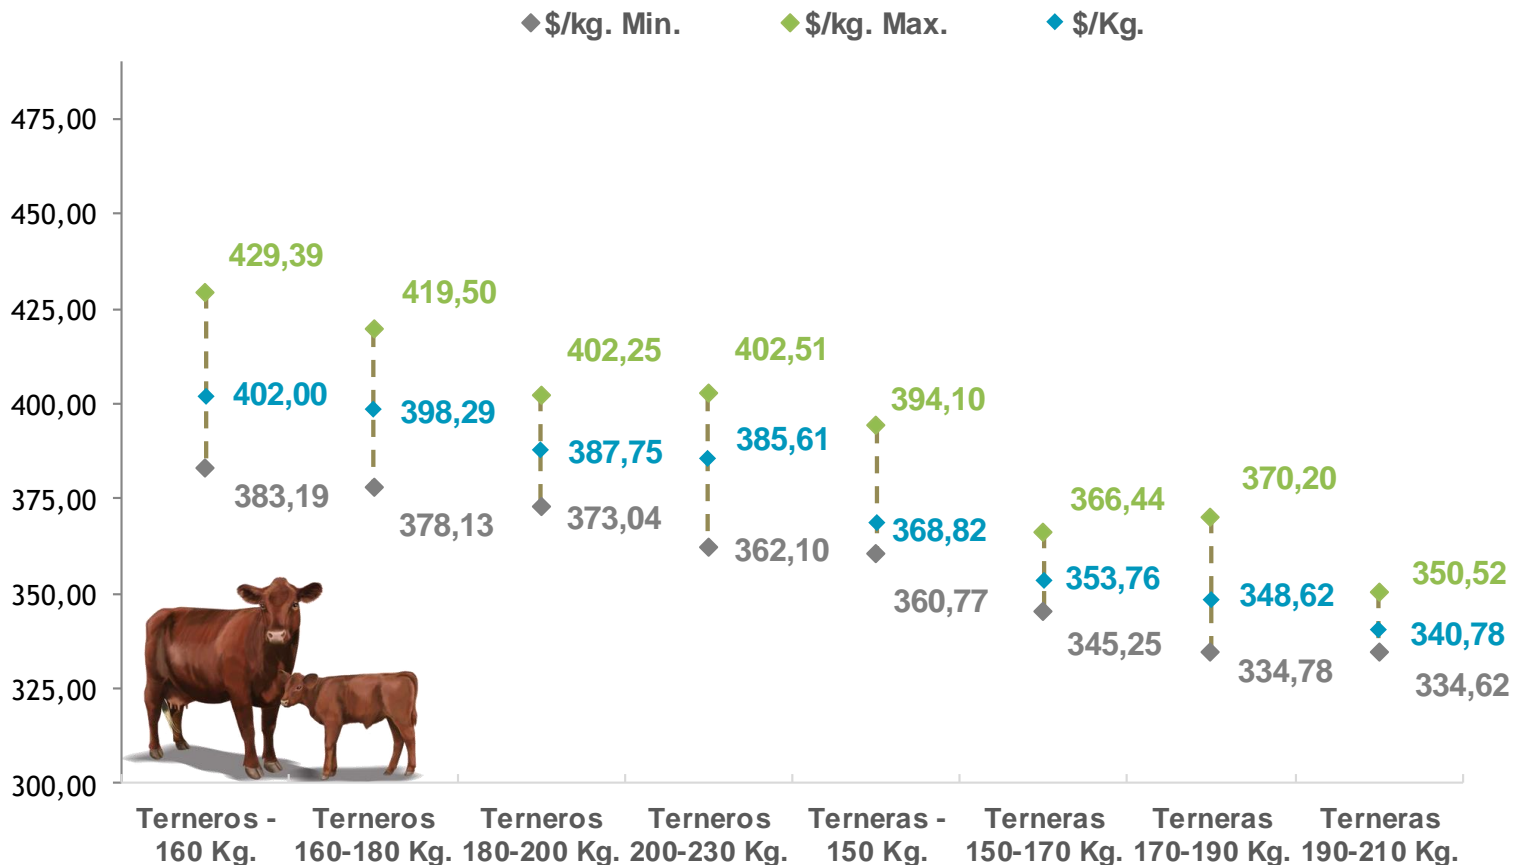 $/kg. Min. $/kg. Max. $/Kg.
475,00
450,00
425,00
400,00
375,00
350,00
325,00
300,00
429,39
402,00
383,19
419,50
398,29
378,13
402,25
387,75
373,04
402,51
385,61
362,10
394,10
368,82
360,77
366,44
353,76
345,25
370,20
348,62
334,78
350,52
340,78
334,62
Terneros -
160 Kg.
Terneros
160-180 Kg.
Terneros
180-200 Kg.
Terneros
200-230 Kg.
Terneras -
150 Kg.
Terneras
150-170 Kg.
Terneras
170-190 Kg.
Terneras
190-210 Kg.